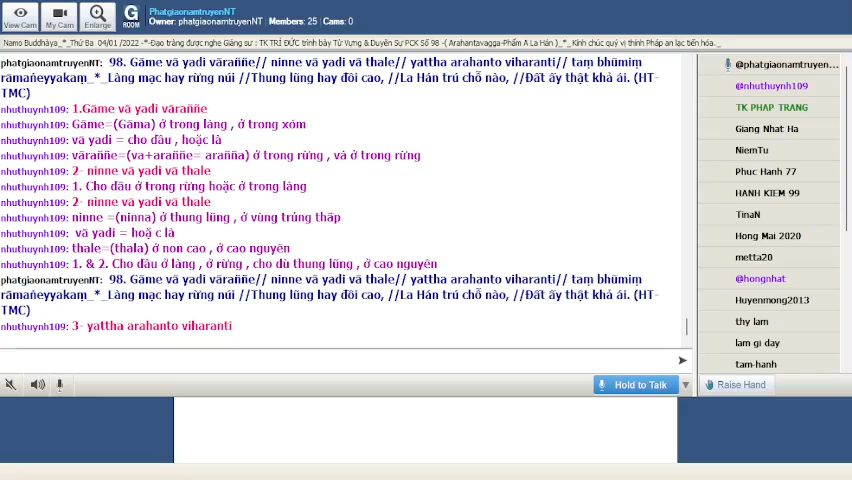 PhatgiaonamtruyenNT
Owner: phatgiaonamtruyenNT | Members: 25 | Cams: 0
View Cam
My Cam
Enlarge
G
ROOM
Namo Buddhàya_*_Thứ Ba 04/01 /2022 -*-Đạo tràng được nghe Giảng sư : TK TRÍ ĐỨC trình bày Từ Vựng & Duyên Sự PCK Số 98 -( Arahantavagga-Phẩm A La Hán )_*_ Kính chúc quý vị thính Pháp an lạc tiến hóa._
phatgiaonamtruyenNT: 98. Gāme vā yadi vāraññe// ninne vā yadi vā thale// yattha arahanto viharanti// taṃ bhūmiṃ
rāmaṇeyyakaṃ_*_Làng mạc hay rừng núi //Thung lũng hay đồi cao, //La Hán trú chỗ nào, //Đất ấy thật khả ái. (HT-
TMC)
nhuthuynh109: 1.Gāme vā yadi vāraññe
nhuthuynh109: Gāme=(Gāma) ở trong làng , ở trong xóm
nhuthuynh109: vā yadi = cho dầu , hoặc là
nhuthuynh109: vāraññe=(va+araññe= arañña) ở trong rừng , và ở trong rừng
nhuthuynh109: 2- ninne vā yadi vā thale
nhuthuynh109: 1. Cho dầu ở trong rừng hoặc ở trong làng
nhuthuynh109: 2- ninne vā yadi vā thale
nhuthuynh109: ninne =(ninna) ở thung lũng , ở vùng trủng thấp
nhuthuynh109: vā yadi = hoặ c là
nhuthuynh109: thale=(thala) ở non cao , ở cao nguyên
nhuthuynh109: 1. & 2. Cho dầu ở làng , ở rừng , cho dù thung lũng , ở cao nguyên
phatgiaonamtruyenNT: 98. Gāme vā yadi vāraññe// ninne vā yadi vā thale// yattha arahanto viharanti// taṃ bhūmiṃ
rāmaṇeyyakaṃ_*_Làng mạc hay rừng núi //Thung lũng hay đồi cao, //La Hán trú chỗ nào, //Đất ấy thật khả ái. (HT-
TMC)
nhuthuynh109: 3- yattha arahanto viharanti
@phatgiaonamtruyen...
@nhuthuynh109
TK PHAP TRANG
Giang Nhat Ha
NiemTu
Phuc Hanh 77
HANH KIEM 99
TinaN
Hong Mai 2020
metta20
@hongnhat
Huyenmong2013
thy lam
lam gi day
tam-hanh
Hold to Talk
Raise Hand